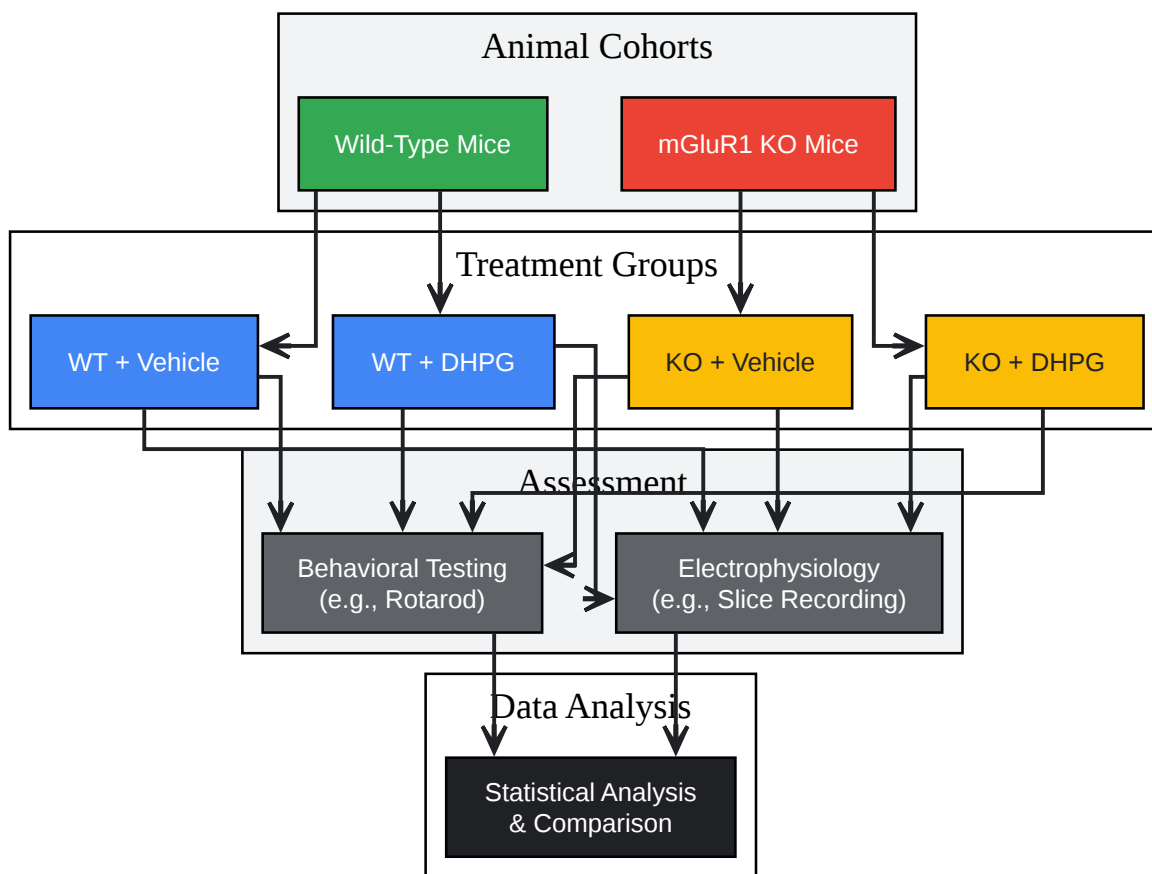 Animal Cohorts
Wild-Type Mice
mGluR1 KO Mice
Treatment Groups
WT + Vehicle
WT + DHPG
KO + Vehicle
KO + DHPG
Assessment
Behavioral Testing
(e.g., Rotarod)
Electrophysiology
(e.g., Slice Recording)
Data Analysis
Statistical Analysis
& Comparison